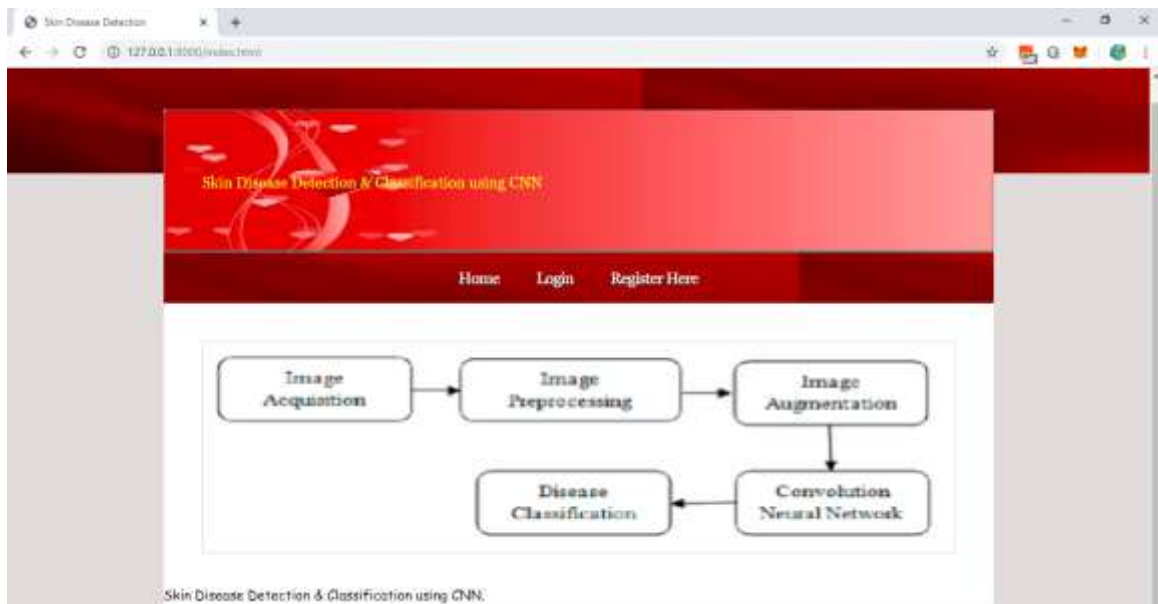 Skin Disease Detection
127.0.0.1:8000/index.html
Skin Disease Detection & Classification using CNN
Home Login Register Here
Image
Acquisition
Image
Preprocessing
Image
Augmentation
Disease
Classification
Convolution
Neural Network
Skin Disease Detection & Classification using CNN.